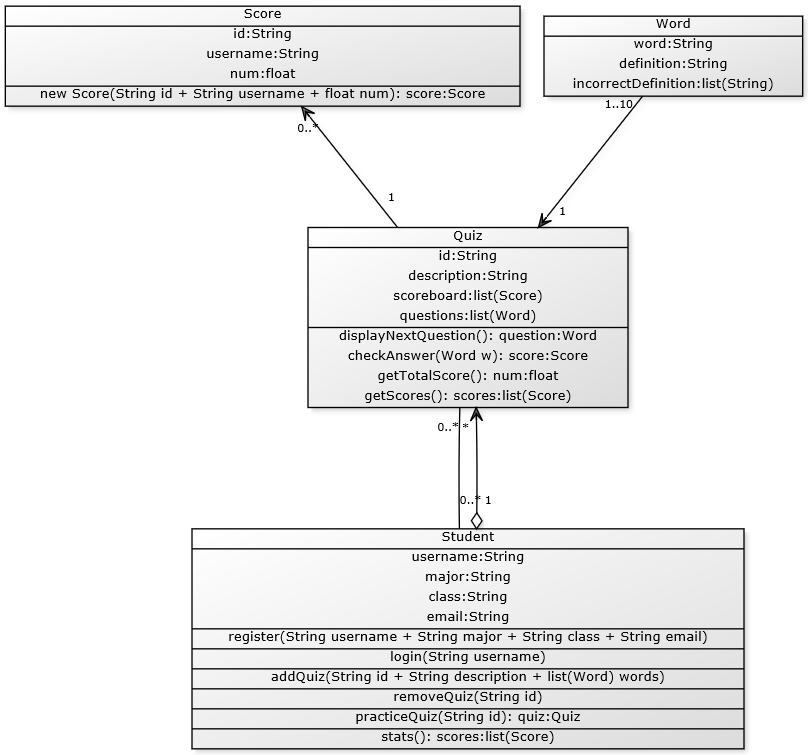 Score
id:String
username:String
num:float
new Score(String id + String username + float num): score:Score
Word
word:String
definition:String
incorrectDefinition:list(String)
1..10
0..*
1
1
Quiz
id:String
description:String
scoreboard:list(Score)
questions:list(Word)
displayNextQuestion(): question:Word
checkAnswer(Word w): score:Score
getTotalScore(): num:float
getScores(): scores:list(Score)
0..* *
0..* 1
Student
username:String
major:String
class:String
email:String
register(String username + String major + String class + String email)
login(String username)
addQuiz(String id + String description + list(Word) words)
removeQuiz(String id)
practiceQuiz(String id): quiz:Quiz
stats(): scores:list(Score)